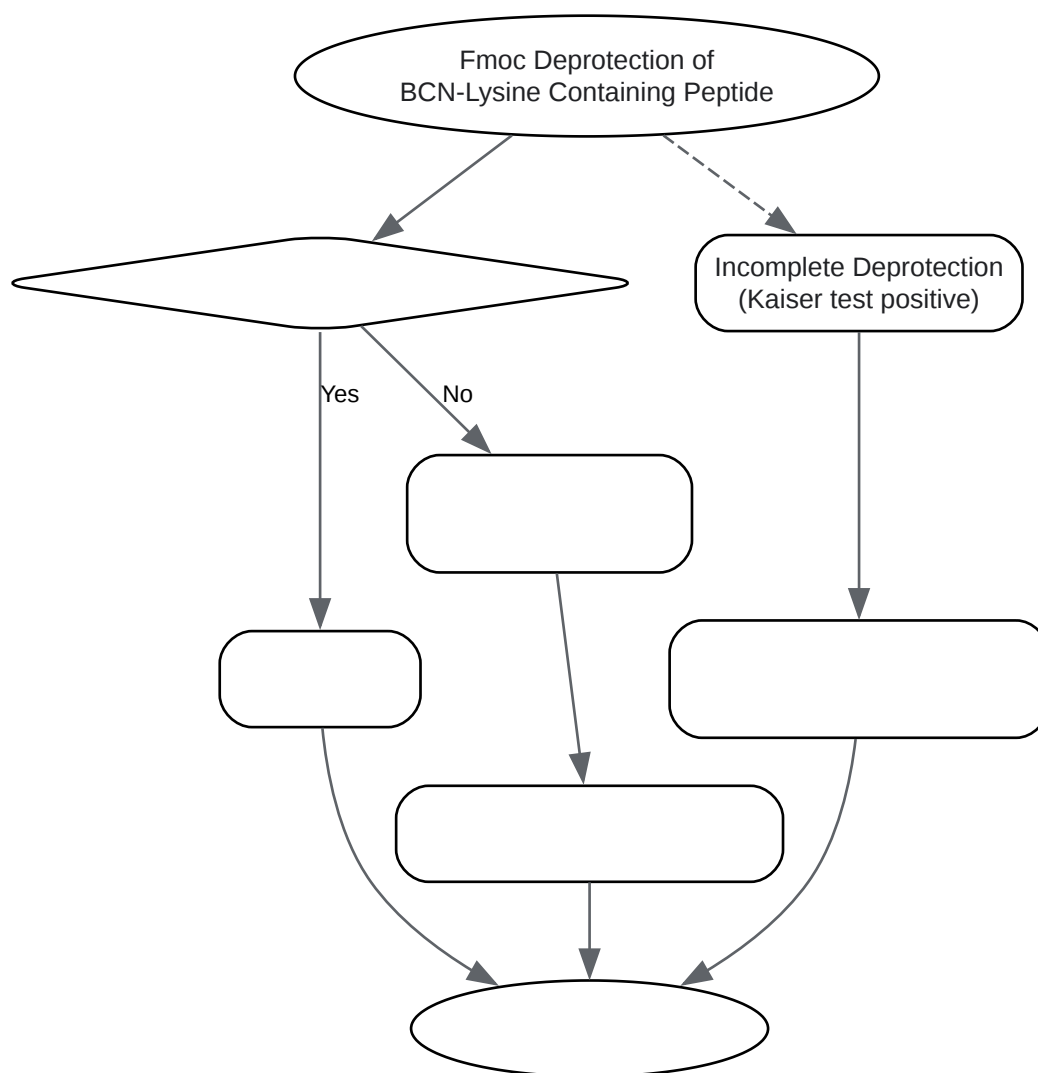 Fmoc Deprotection of
BCN-Lysine Containing Peptide
Incomplete Deprotection
(Kaiser test positive)
Yes
No